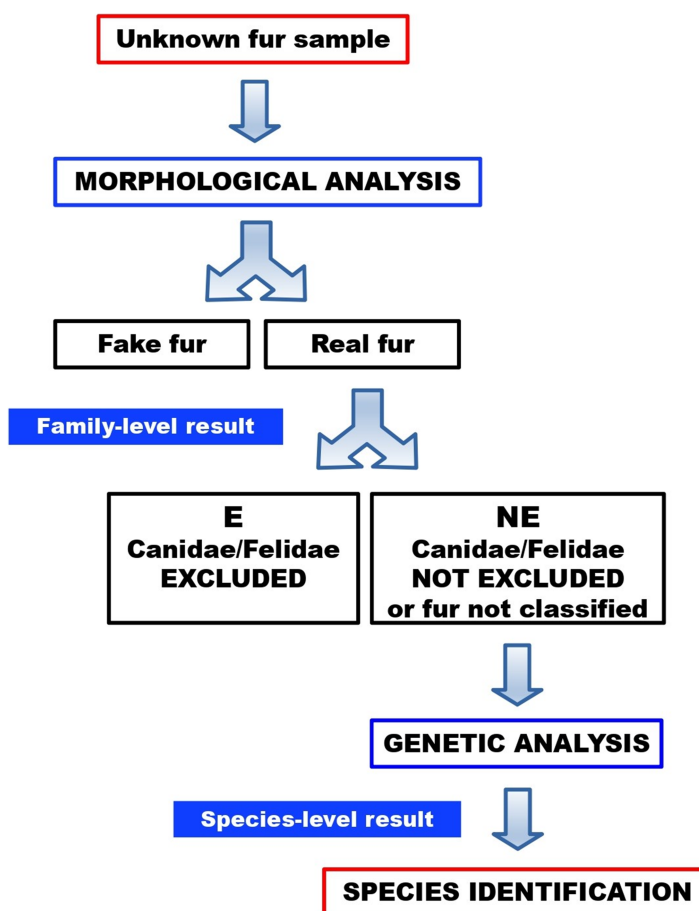 Unknown fur sample
MORPHOLOGICAL ANALYSIS
Fake fur
Real fur
Family-level result
E
Canidae/Felidae
EXCLUDED
NE
Canidae/Felidae
NOT EXCLUDED
or fur not classified
GENETIC ANALYSIS
Species-level result
SPECIES IDENTIFICATION